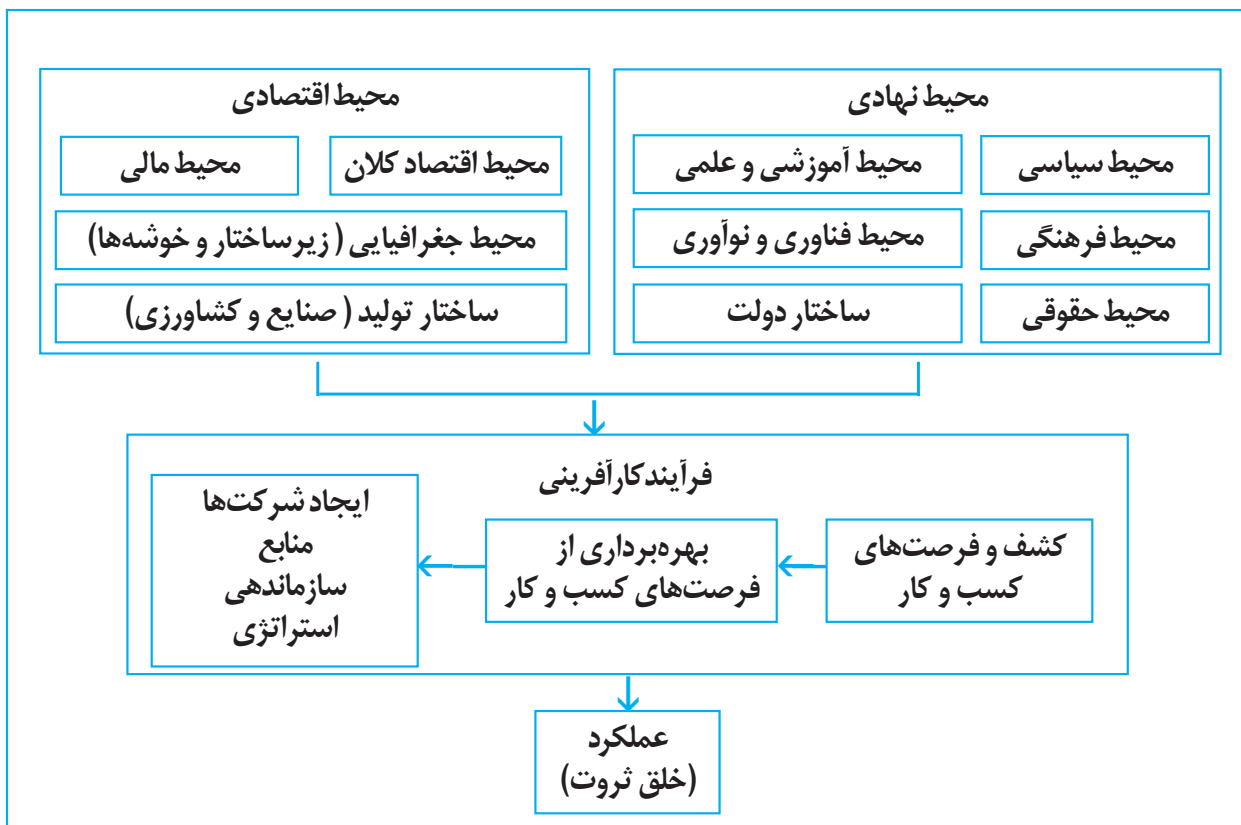 محیط نهادی
محیط سیاسی
محیط آموزشی و علمی
محیط فرهنگی
محیط فناوری و نوآوری
محیط حقوقی
ساختار دولت
محیط اقتصادی
محیط اقتصاد کلان
محیط مالی
محیط جغرافیایی (زیرساختار و خوشه‌ها)
ساختار تولید (صنایع و کشاورزی)
فرآیند کارآفرینی
کشف و فرصت‌های
کسب و کار
بهره‌برداری از
فرصت‌های کسب و کار
ایجاد شرکت‌ها
منابع
سازماندهی
استراتژی
عملکرد
(خلق ثروت)